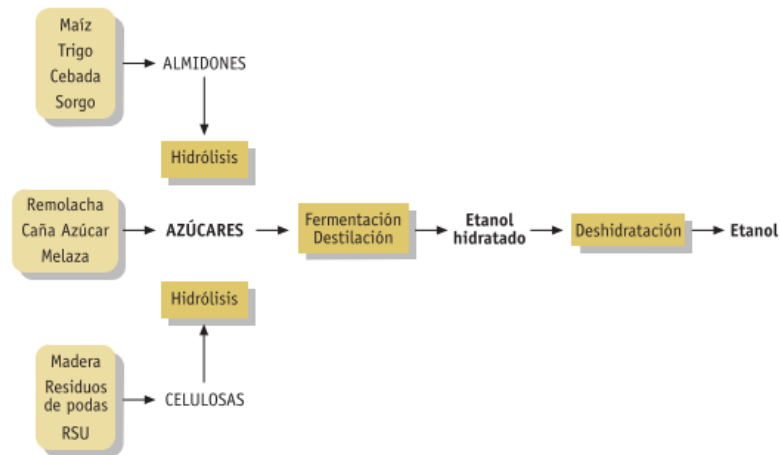 Maíz
Trigo
Cebada
Sorgo
ALMIDONES
Hidrólisis
Remolacha
Caña Azúcar
Melaza
AZÚCARES
Fermentación
Destilación
Etanol
hidratado
Deshidratación
Etanol
Hidrólisis
Madera
Residuos
de podas
RSU
CELULOSAS